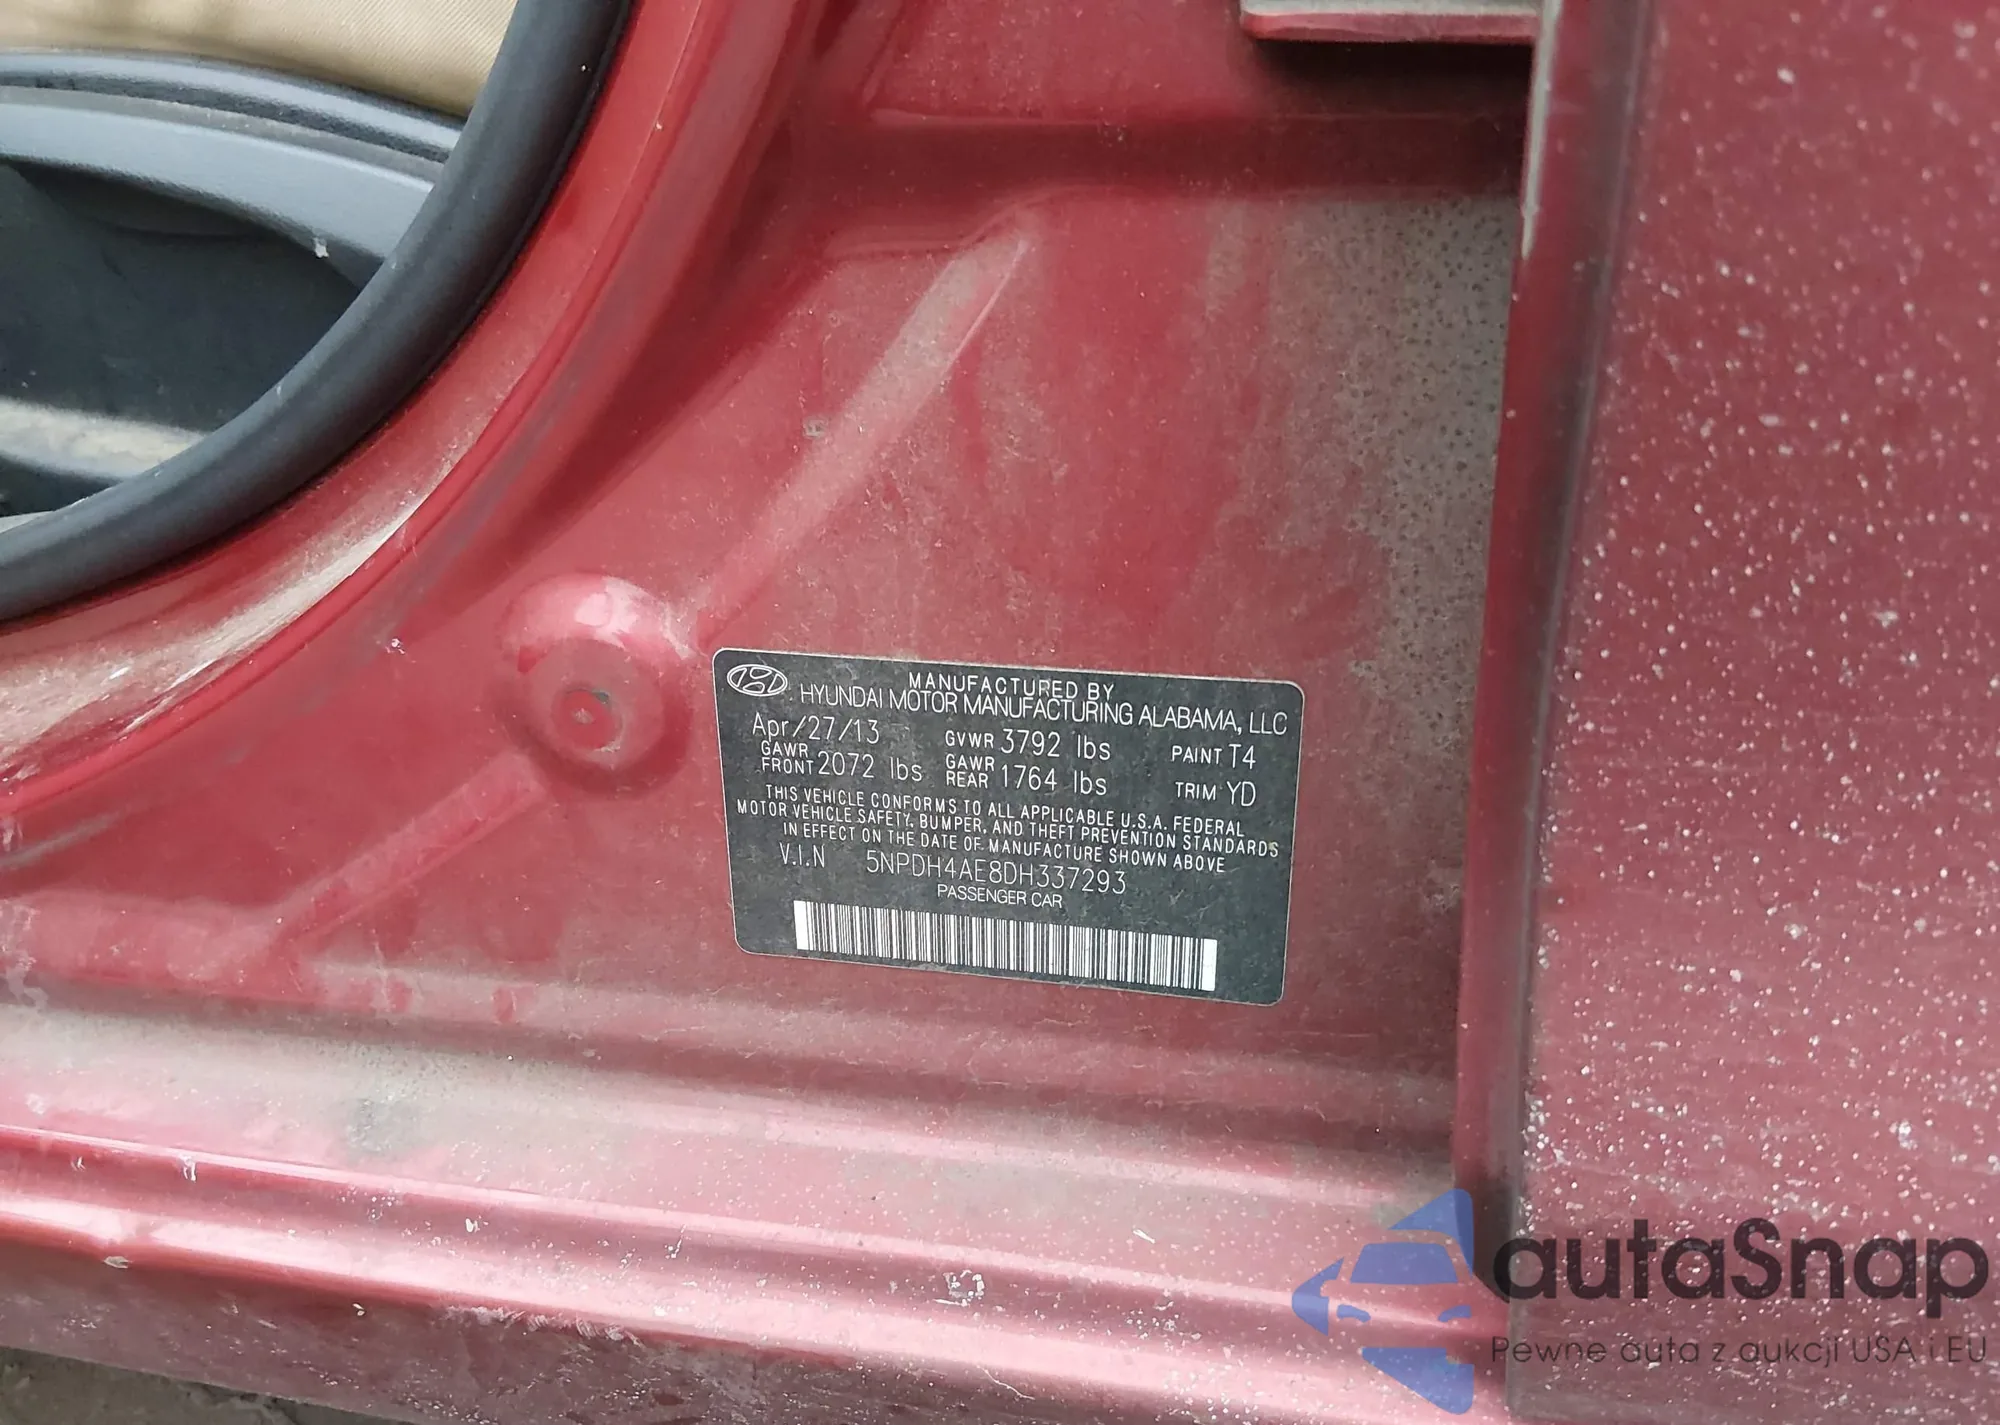 MANUFACTURED BY
HYUNDAI MOTOR MANUFACTURING ALABAMA, LLC
Apr/27/13 GVWR 3792 lbs PAINT T4
GAWR FRONT 2072 lbs GAWR REAR 1764 lbs TRIM YD
THIS VEHICLE CONFORMS TO ALL APPLICABLE U.S.A. FEDERAL
MOTOR VEHICLE SAFETY, BUMPER, AND THEFT PREVENTION STANDARDS
IN EFFECT ON THE DATE OF MANUFACTURE SHOWN ABOVE
V.I.N 5NPDH4AE8DH337293
PASSENGER CAR
autaSnap
Pewne auta z aukcji USA i EU